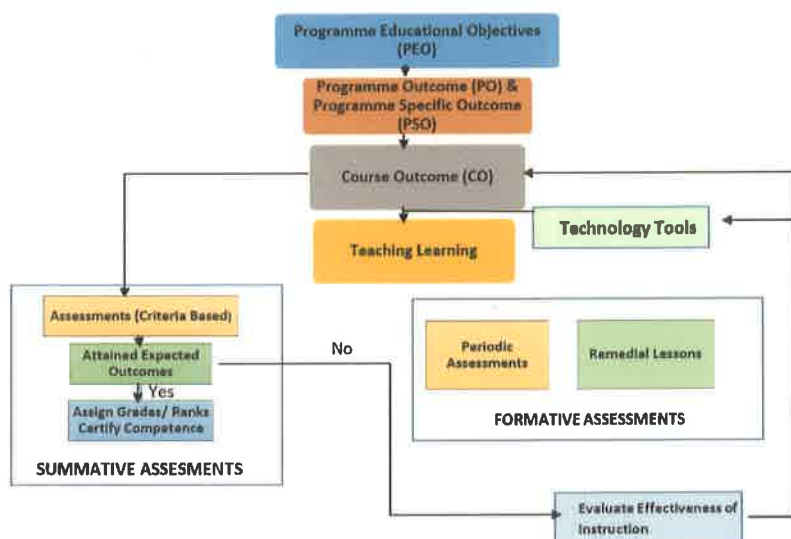 Programme Educational Objectives
(PEO)
Programme Outcome (PO) &
Programme Specific Outcome
(PSO)
Course Outcome (CO)
Technology Tools
Teaching Learning
Assessments (Criteria Based)
Attained Expected
Outcomes
No
Yes
Assign Grades/ Ranks
Certify Competence
SUMMATIVE ASSESMENTS
Periodic
Assessments
Remedial Lessons
FORMATIVE ASSESSMENTS
Evaluate Effectiveness of
Instruction